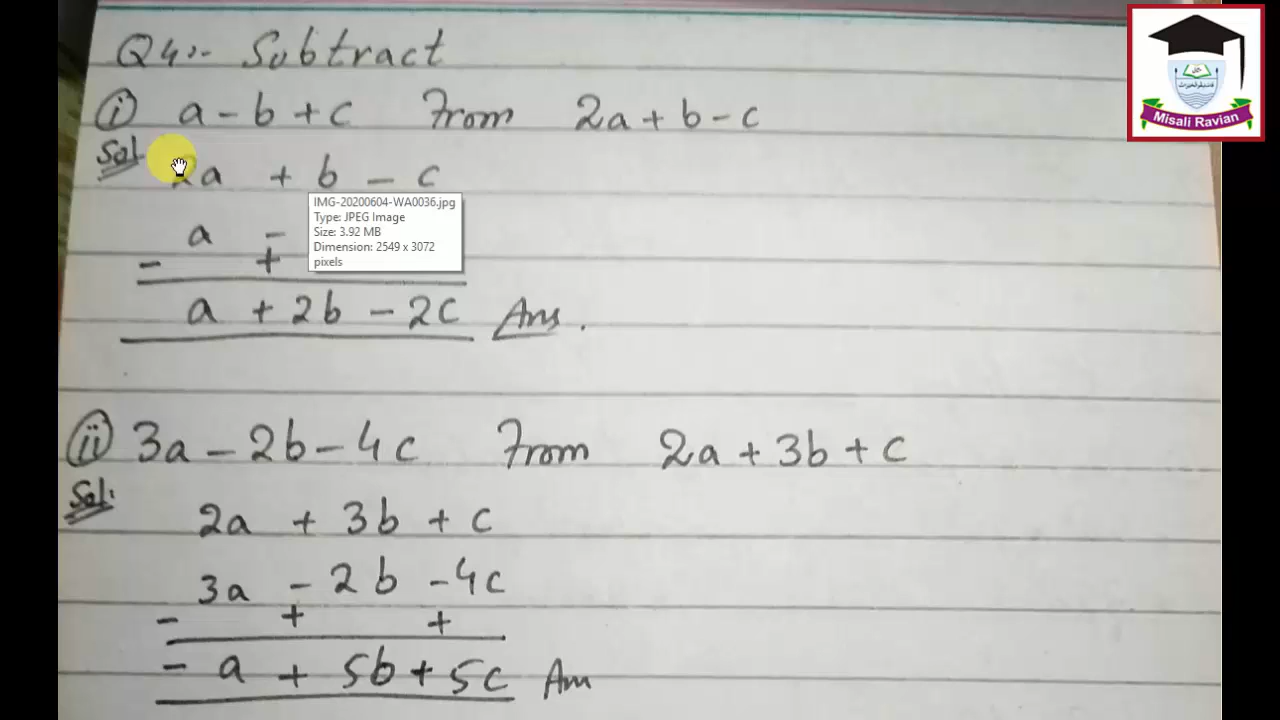 Q4:- Subtract
(i) a - b + c From 2a + b - c
Sol
2a + b - c
a -
- +
a + 2b - 2c Ans.
(ii) 3a - 2b - 4c From 2a + 3b + c
Sol:
2a + 3b + c
3a - 2b - 4c
- + +
- a + 5b + 5c An
IMG-20200604-WA0036.jpg
Type: JPEG Image
Size: 3.92 MB
Dimension: 2549 x 3072
pixels
Misali Ravian